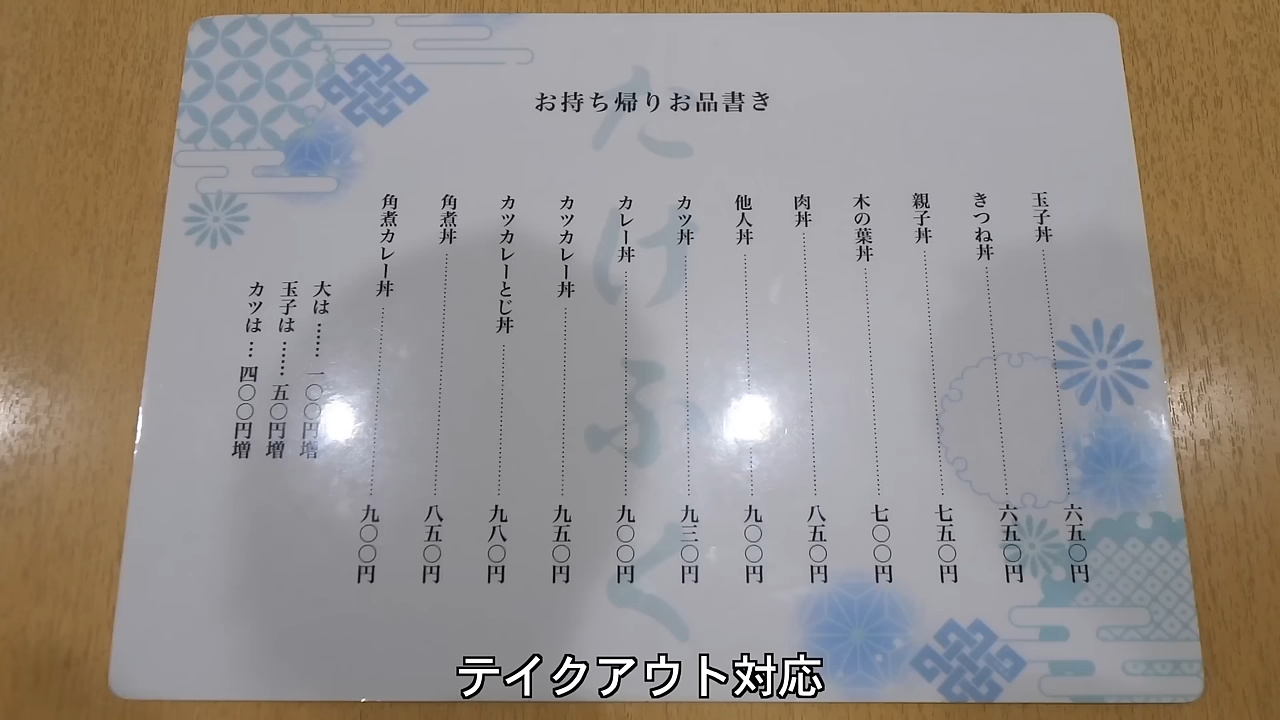 お持ち帰りお品書き
たけふく
玉子丼 六五〇円
きつね丼 六五〇円
親子丼 七五〇円
木の葉丼 七〇〇円
肉丼 八五〇円
他人丼 九〇〇円
カツ丼 九三〇円
カレー丼 九〇〇円
カツカレー丼 九五〇円
カツカレーとじ丼 九八〇円
角煮丼 八五〇円
角煮カレー丼 九〇〇円
大は…… 一〇〇円増
玉子は…… 五〇円増
カツは… 四〇〇円増
テイクアウト対応